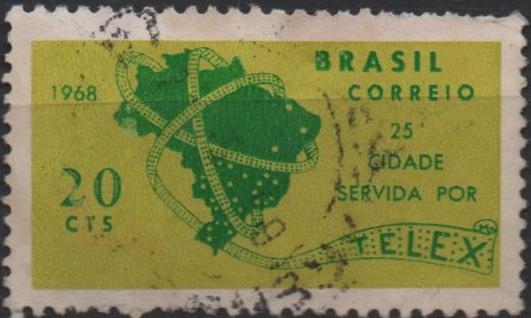 BRASIL
1968
CORREIO
25ª
CIDADE
20
SERVIDA POR
CTS
TELEX